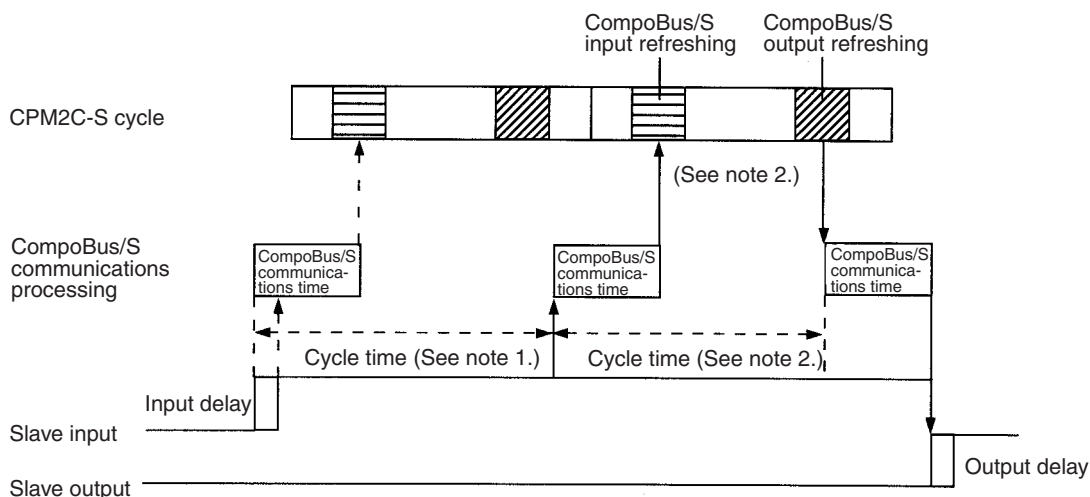 CompoBus/S
input refreshing
CompoBus/S
output refreshing
CPM2C-S cycle
(See note 2.)
CompoBus/S
communications
processing
CompoBus/S
communica-
tions time
CompoBus/S
communica-
tions time
CompoBus/S
communica-
tions time
Cycle time (See note 1.)
Cycle time (See note 2.)
Input delay
Slave input
Output delay
Slave output